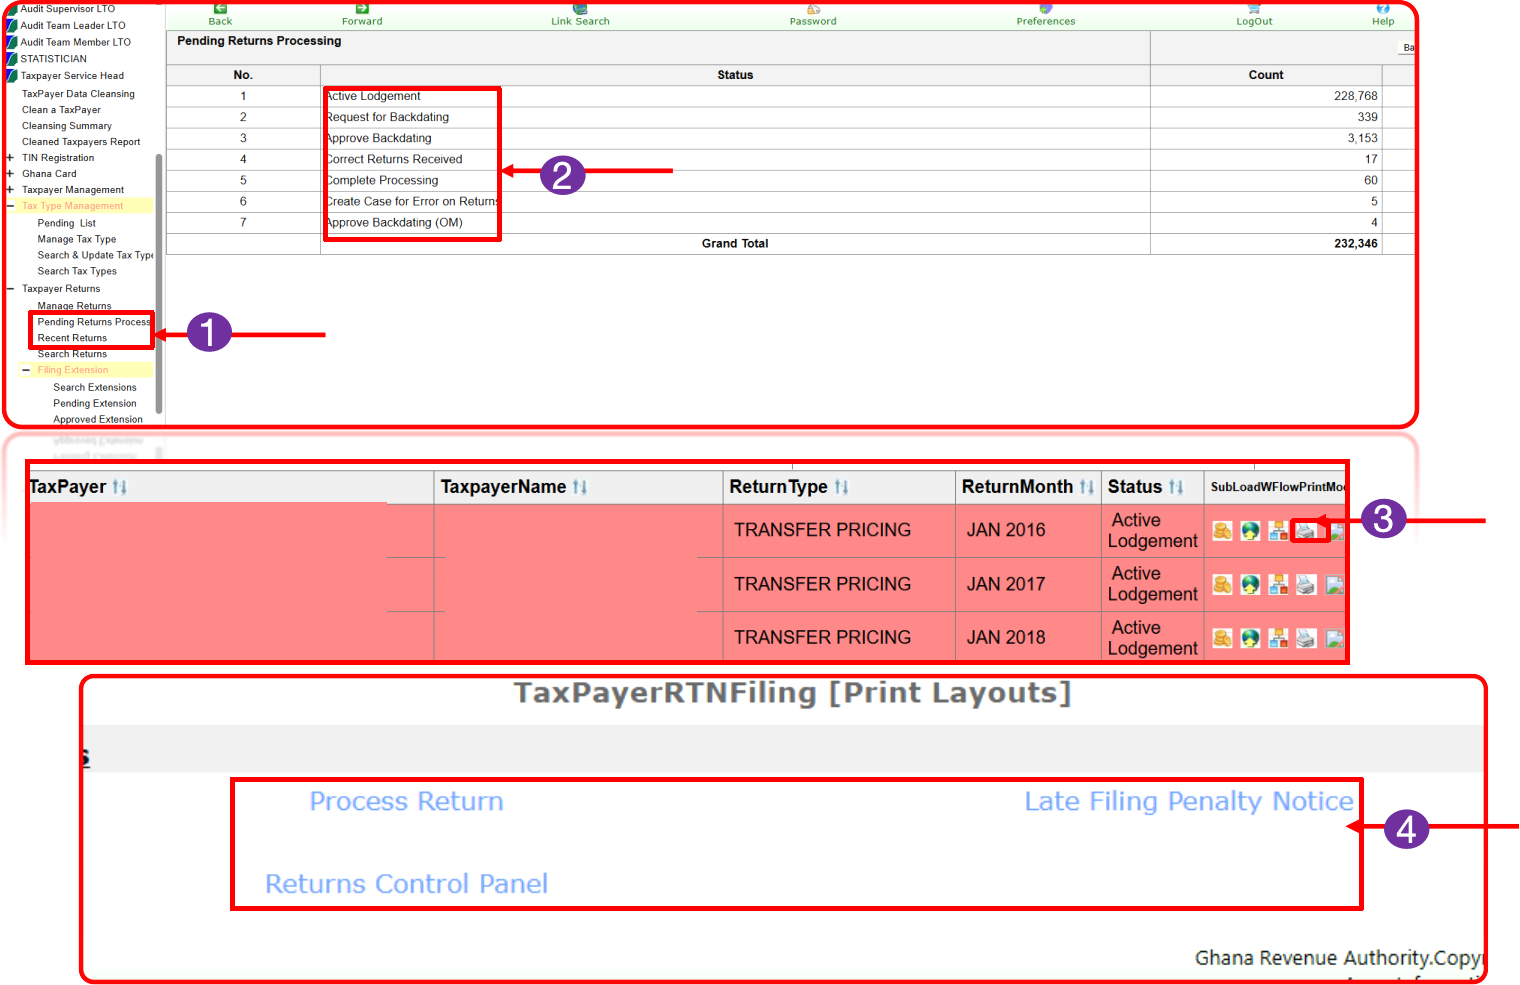 Audit Supervisor LTO
Audit Team Leader LTO
Audit Team Member LTO
STATISTICIAN
Taxpayer Service Head
TaxPayer Data Cleansing
Clean a TaxPayer
Cleansing Summary
Cleaned Taxpayers Report
+ TIN Registration
+ Ghana Card
+ Taxpayer Management
− Tax Type Management
Pending List
Manage Tax Type
Search & Update Tax Type
Search Tax Types
− Taxpayer Returns
Manage Returns
Pending Returns Process
Recent Returns
Search Returns
− Filing Extension
Search Extensions
Pending Extension
Approved Extension
1
Back Forward Link Search Password Preferences LogOut Help
Pending Returns Processing Ba
No. Status Count
1 Active Lodgement 228,768
2 Request for Backdating 339
3 Approve Backdating 3,153
4 Correct Returns Received 17
5 Complete Processing 60
6 Create Case for Error on Returns 5
7 Approve Backdating (OM) 4
Grand Total 232,346
2
TaxPayer TaxpayerName ReturnType ReturnMonth Status SubLoadWFlowPrintMo
TRANSFER PRICING JAN 2016 Active Lodgement
TRANSFER PRICING JAN 2017 Active Lodgement
TRANSFER PRICING JAN 2018 Active Lodgement
3
TaxPayerRTNFiling [Print Layouts]
s
Process Return Late Filing Penalty Notice
Returns Control Panel
4
Ghana Revenue Authority.Copy